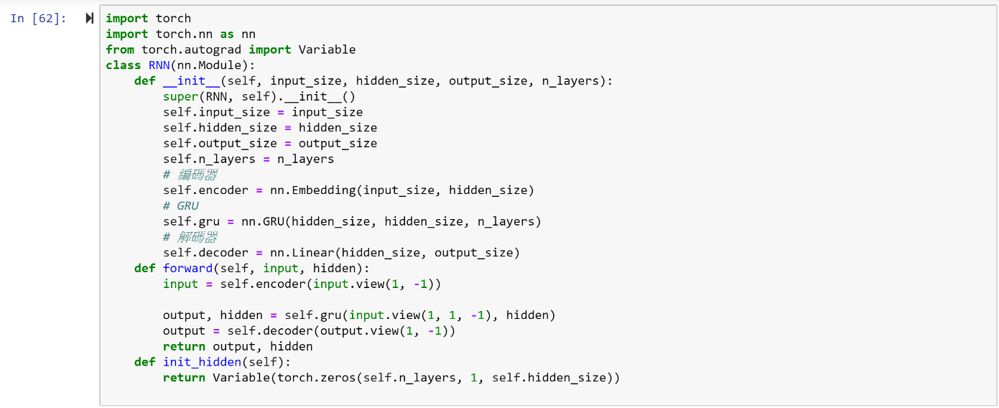 In [62]:
import torch
import torch.nn as nn
from torch.autograd import Variable
class RNN(nn.Module):
    def __init__(self, input_size, hidden_size, output_size, n_layers):
        super(RNN, self).__init__()
        self.input_size = input_size
        self.hidden_size = hidden_size
        self.output_size = output_size
        self.n_layers = n_layers
        # 編碼器
        self.encoder = nn.Embedding(input_size, hidden_size)
        # GRU
        self.gru = nn.GRU(hidden_size, hidden_size, n_layers)
        # 解碼器
        self.decoder = nn.Linear(hidden_size, output_size)
    def forward(self, input, hidden):
        input = self.encoder(input.view(1, -1))

        output, hidden = self.gru(input.view(1, 1, -1), hidden)
        output = self.decoder(output.view(1, -1))
        return output, hidden
    def init_hidden(self):
        return Variable(torch.zeros(self.n_layers, 1, self.hidden_size))